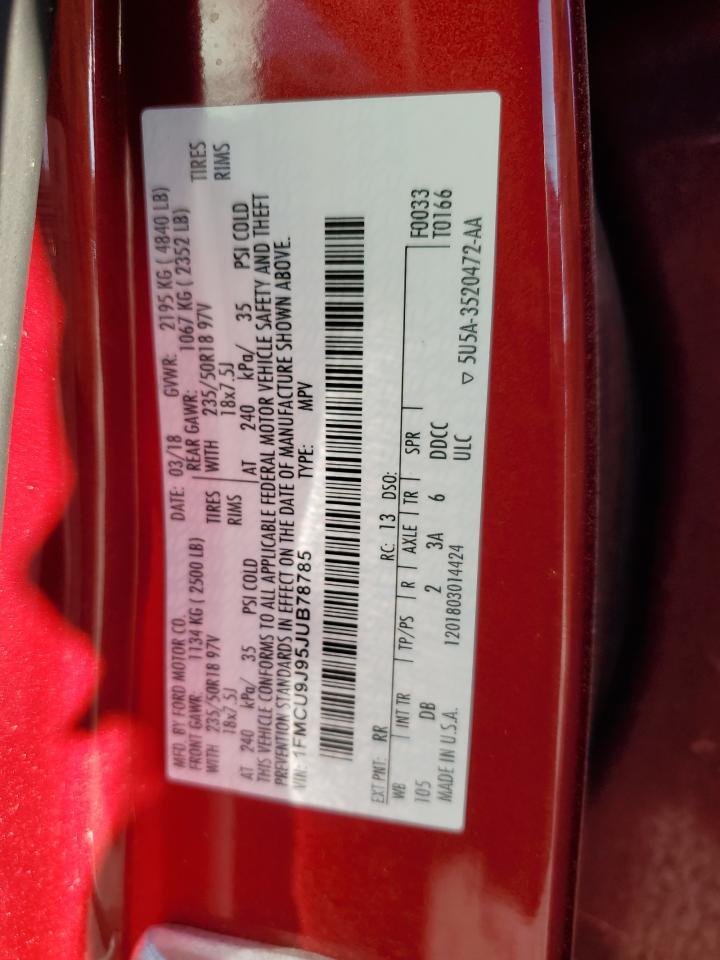 MFD. BY FORD MOTOR CO. DATE: 03/18 GVWR: 2195 KG ( 4840 LB)
FRONT GAWR: 1134 KG ( 2500 LB) REAR GAWR: 1067 KG ( 2352 LB)
WITH 235/50R18 97V TIRES WITH 235/50R18 97V TIRES
18x7.5J RIMS 18x7.5J RIMS
AT 240 kPa/ 35 PSI COLD AT 240 kPa/ 35 PSI COLD
THIS VEHICLE CONFORMS TO ALL APPLICABLE FEDERAL MOTOR VEHICLE SAFETY AND THEFT
PREVENTION STANDARDS IN EFFECT ON THE DATE OF MANUFACTURE SHOWN ABOVE.
VIN: 1FMCU9J95JUB78785 TYPE: MPV
EXT PNT: RR RC: 13 DSO: F0033
WB INT TR TP/PS R AXLE TR SPR T0166
105 DB 2 3A 6 DDCC
MADE IN U.S.A. 1201803014424 ULC ▽ 5U5A-3520472-AA